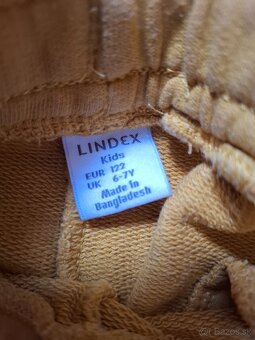 LINDEX
Kids
EUR 122
UK 6-7Y
Made in
Bangladesh
Bazos.sk